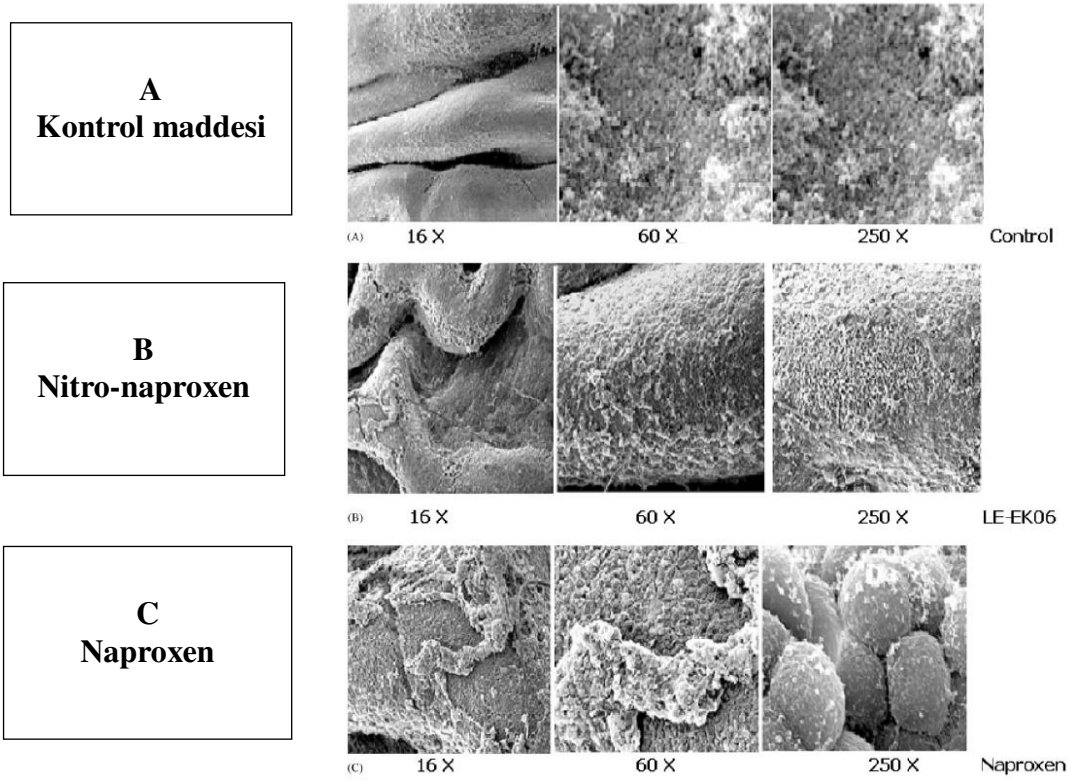 A
Kontrol maddesi
(A) 16 X 60 X 250 X Control
B
Nitro-naproxen
(B) 16 X 60 X 250 X LE-EK06
C
Naproxen
(C) 16 X 60 X 250 X Naproxen